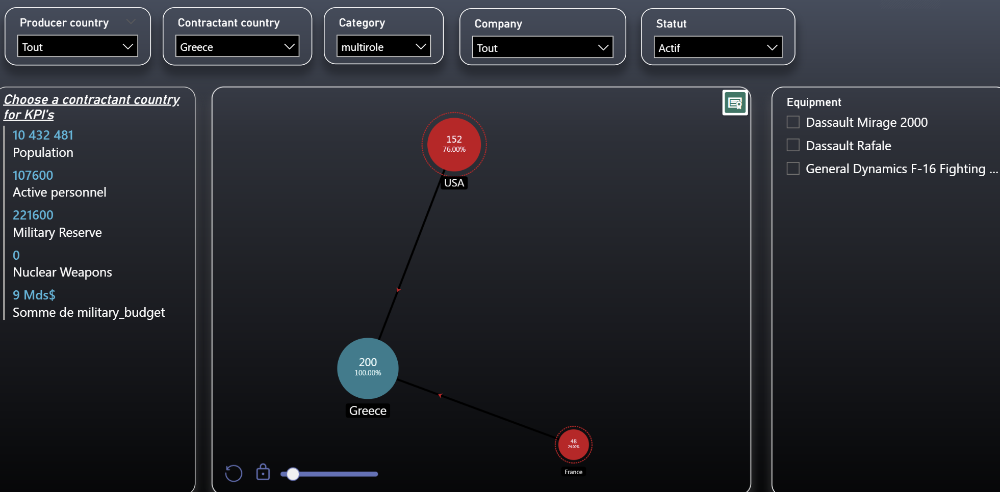 Producer country
Tout
Contractant country
Greece
Category
multirole
Company
Tout
Statut
Actif
Choose a contractant country
for KPI's
10 432 481
Population
107600
Active personnel
221600
Military Reserve
0
Nuclear Weapons
9 Mds$
Somme de military_budget
152
76.00%
USA
200
100.00%
Greece
48
24.00%
France
Equipment
Dassault Mirage 2000
Dassault Rafale
General Dynamics F-16 Fighting ...